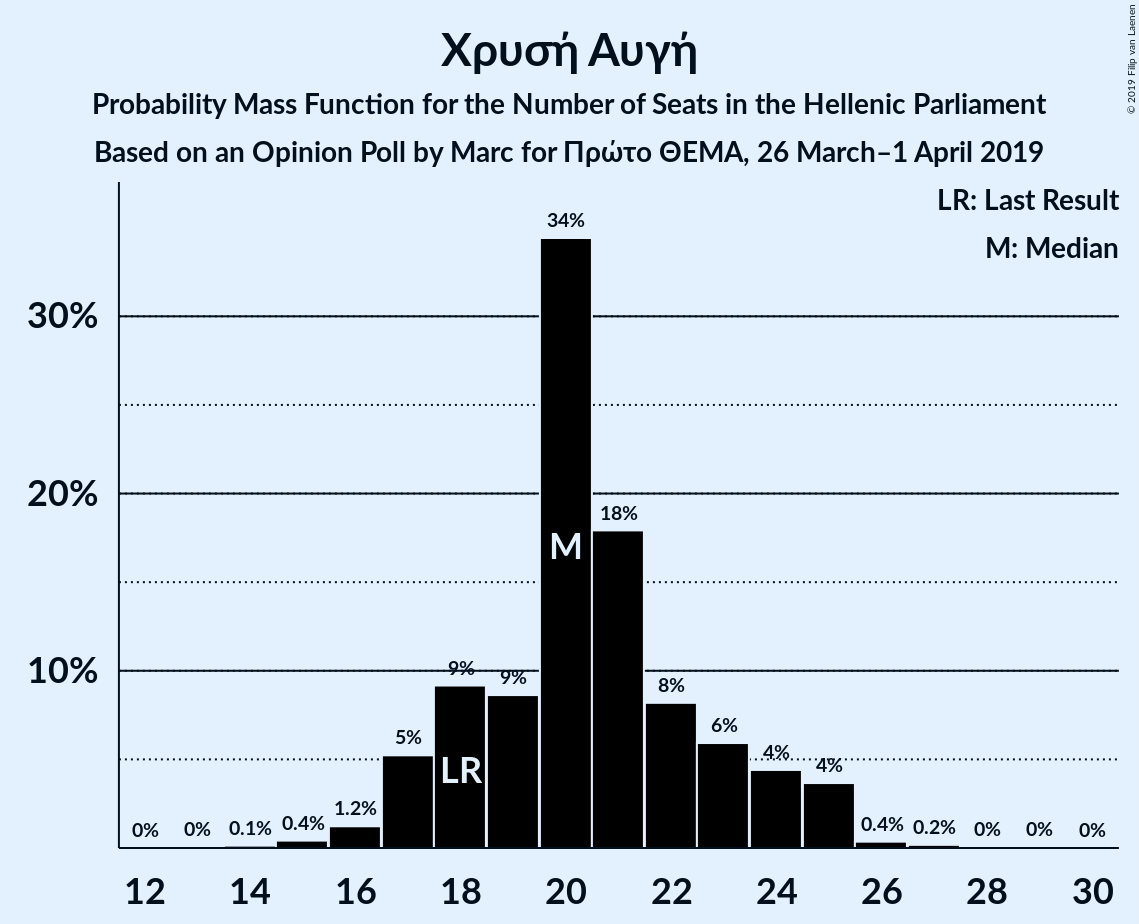 Χρυσή Αυγή
Probability Mass Function for the Number of Seats in the Hellenic Parliament
Based on an Opinion Poll by Marc for Πρώτο ΘΕΜΑ, 26 March–1 April 2019
© 2019 Filip van Laenen
LR: Last Result
M: Median
34%
30%
20%
18%
M
10%
9%
9%
8%
6%
5%
4%
4%
LR
1.2%
0.4%
0.4%
0.1%
0.2%
0%
0%
0%
0%
0%
12 14 16 18 20 22 24 26 28 30